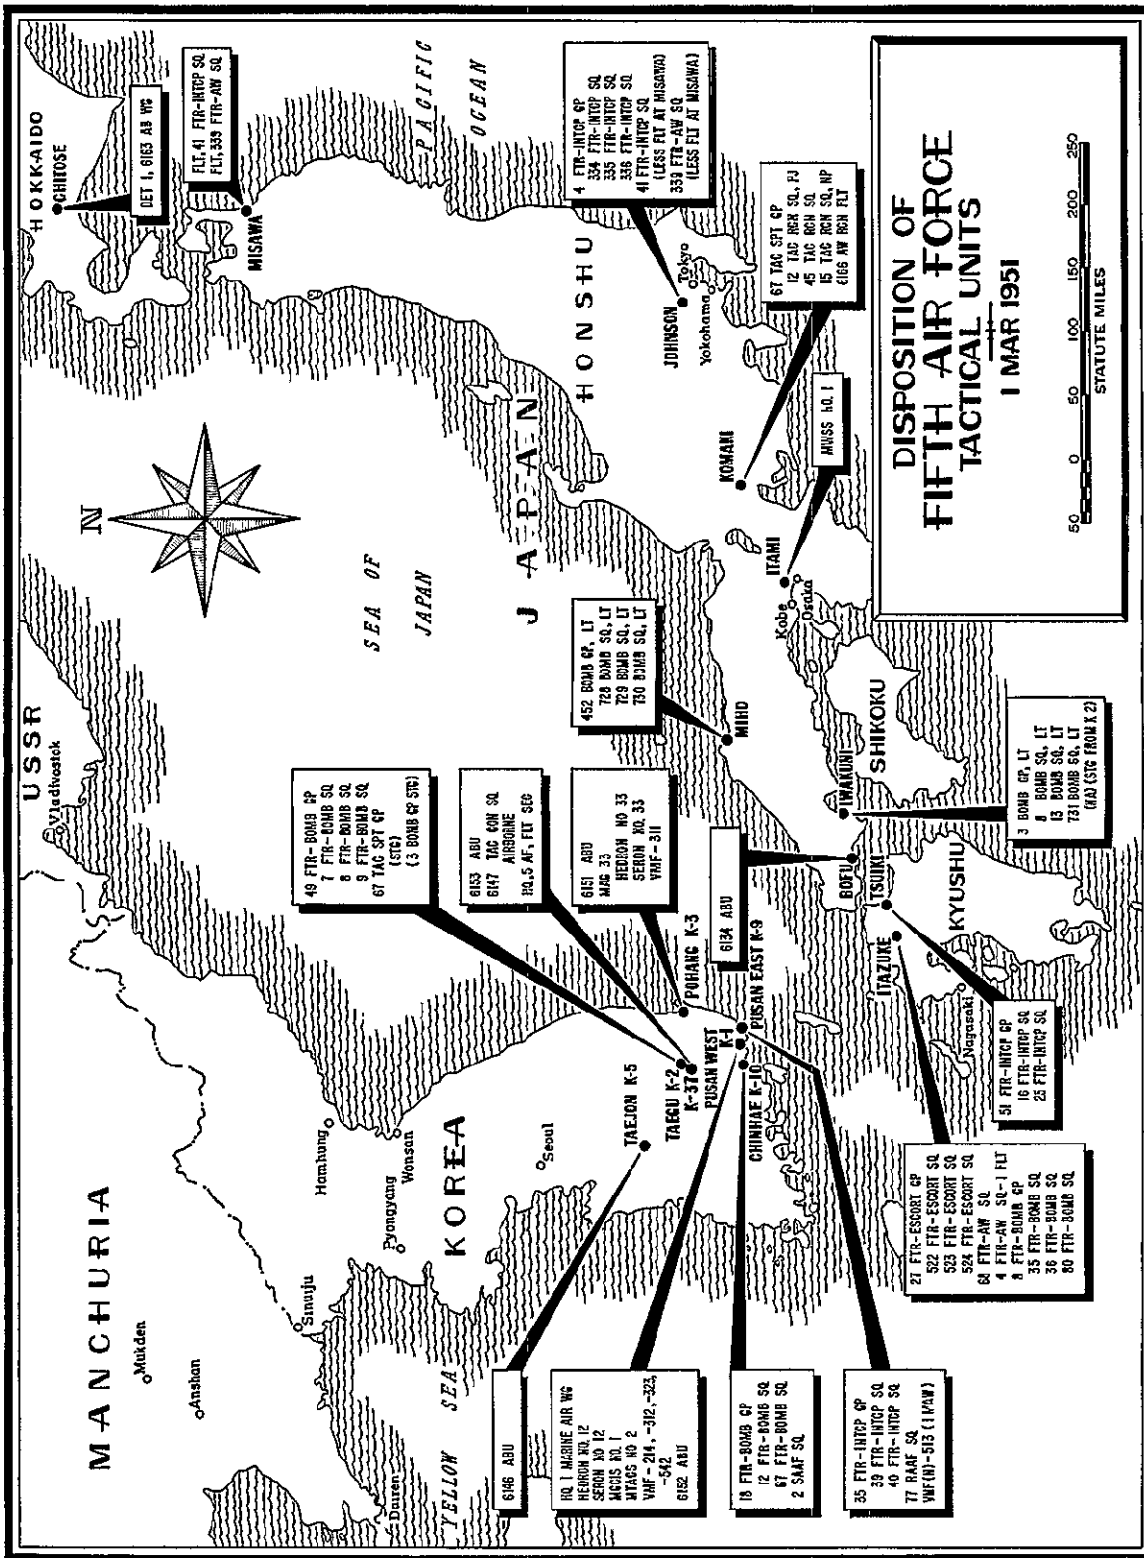 MANCHURIA
Mukden
Anshan
Dairen
Sinuiju
YELLOW SEA
USSR
Vladivostok
Hamhung
Wonsan
Pyongyang
KOREA
Seoul
TAEJON K-5
TAEGU K-2
K-37
PUSAN WEST
K-1
CHINHAE K-10
POHANG K-3
PUSAN EAST K-9
SEA OF
JAPAN
N
HOKKAIDO
CHITOSE
MISAWA
PACIFIC
OCEAN
JAPAN
HONSHU
JOHNSON
Tokyo
Yokohama
KOMAKI
ITAMI
Kobe
Osaka
MIHO
IWAKUNI
SHIKOKU
BOFU
TSUIKI
ITAZUKE
KYUSHU
Nagasaki
6146 ABU
HQ 1 MARINE AIR WG
HEDRON NO. 12
SERON NO 12
MGCIS NO. 1
MTACS NO 2
VMF-214, -312, -323,
-542
6152 ABU
18 FTR-BOMB GP
12 FTR-BOMB SQ
67 FTR-BOMB SQ
2 SAAF SQ
35 FTR-INTCP GP
39 FTR-INTCP SQ
40 FTR-INTCP SQ
77 RAAF SQ
VMF(N)-513 (1 MAW)
49 FTR-BOMB GP
7 FTR-BOMB SQ
8 FTR-BOMB SQ
9 FTR-BOMB SQ
67 TAC SPT GP
(STG)
(3 BOMB GP STG)
6153 ABU
6147 TAC CON SQ
AIRBORNE
HQ, 5 AF, FLT SEC
6151 ABU
MAG 33
HEDRON NO 33
SERON NO. 33
VMF-311
6134 ABU
452 BOMB GP, LT
728 BOMB SQ, LT
729 BOMB SQ, LT
730 BOMB SQ, LT
27 FTR-ESCORT GP
522 FTR-ESCORT SQ
523 FTR-ESCORT SQ
524 FTR-ESCORT SQ
68 FTR-AW SQ
4 FTR-AW SQ-1 FLT
8 FTR-BOMB GP
35 FTR-BOMB SQ
36 FTR-BOMB SQ
80 FTR-BOMB SQ
51 FTR-INTCP GP
16 FTR-INTCP SQ
25 FTR-INTCP SQ
3 BOMB GP, LT
8 BOMB SQ, LT
13 BOMB SQ, LT
731 BOMB SQ, LT
(NA) (STG FROM K 2)
DET 1, 6163 AB WG
FLT, 41 FTR-INTCP SQ
FLT, 339 FTR-AW SQ
4 FTR-INTCP GP
334 FTR-INTCP SQ
335 FTR-INTCP SQ
336 FTR-INTCP SQ
41 FTR-INTCP SQ
(LESS FLT AT MISAWA)
339 FTR-AW SQ
(LESS FLT AT MISAWA)
67 TAC SPT GP
12 TAC RCN SQ, PJ
45 TAC RCN SQ
15 TAC RCN SQ, NP
6166 AW RCN FLT
MWSS NO. 1
DISPOSITION OF
FIFTH AIR FORCE
TACTICAL UNITS
1 MAR 1951
50 0 50 100 150 200 250
STATUTE MILES